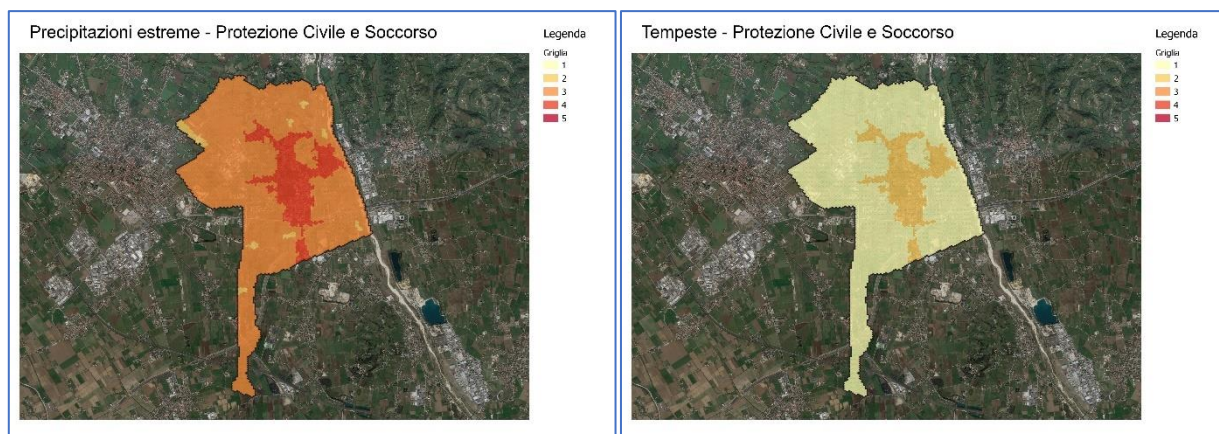 Precipitazioni estreme - Protezione Civile e Soccorso
Legenda
Griglia
1
2
3
4
5
Tempeste - Protezione Civile e Soccorso
Legenda
Griglia
1
2
3
4
5